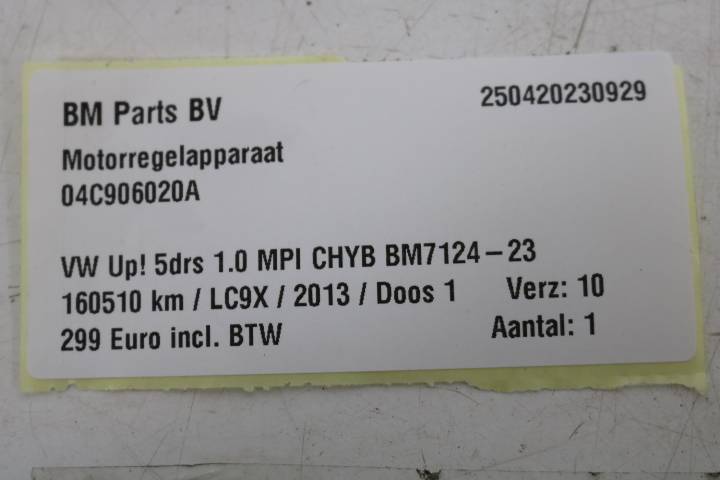 BM Parts BV 250420230929
Motorregelapparaat
04C906020A
VW Up! 5drs 1.0 MPI CHYB BM7124-23
160510 km / LC9X / 2013 / Doos 1 Verz: 10
299 Euro incl. BTW Aantal: 1